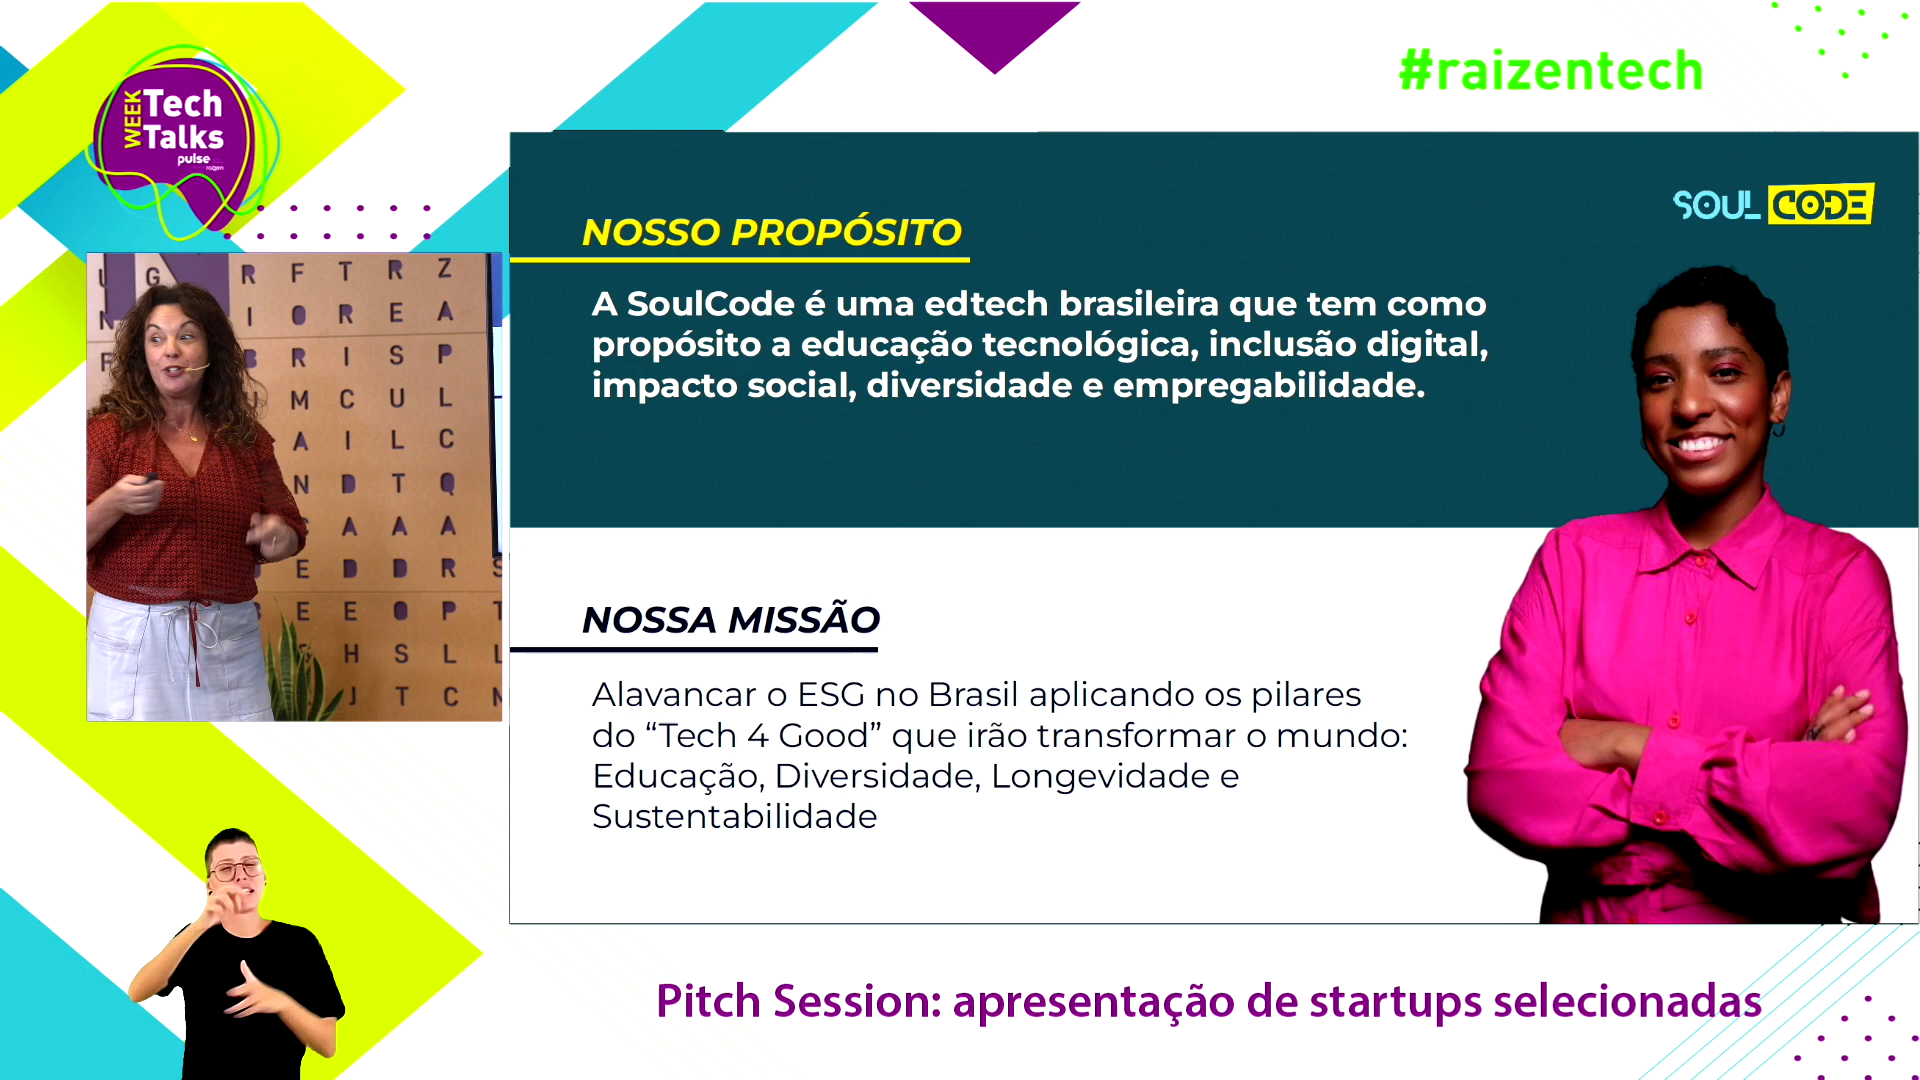 #raizentech
WEEK
Tech
Talks
pulse
raízen
SOUL CODE
NOSSO PROPÓSITO
A SoulCode é uma edtech brasileira que tem como
propósito a educação tecnológica, inclusão digital,
impacto social, diversidade e empregabilidade.
U G R F T R Z
N I O R E A
F B R I S P
U M C U L
A I L C
N D T Q
C A A A
E D D R S
B E E O P T
S H S L L
J T C N
NOSSA MISSÃO
Alavancar o ESG no Brasil aplicando os pilares
do “Tech 4 Good” que irão transformar o mundo:
Educação, Diversidade, Longevidade e
Sustentabilidade
Pitch Session: apresentação de startups selecionadas